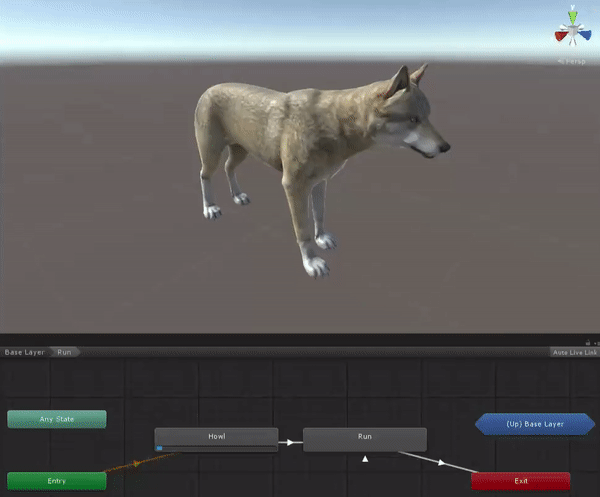 y
Persp
Base Layer
Run
Auto Live Link
Any State
(Up) Base Layer
Howl
Run
Entry
Exit